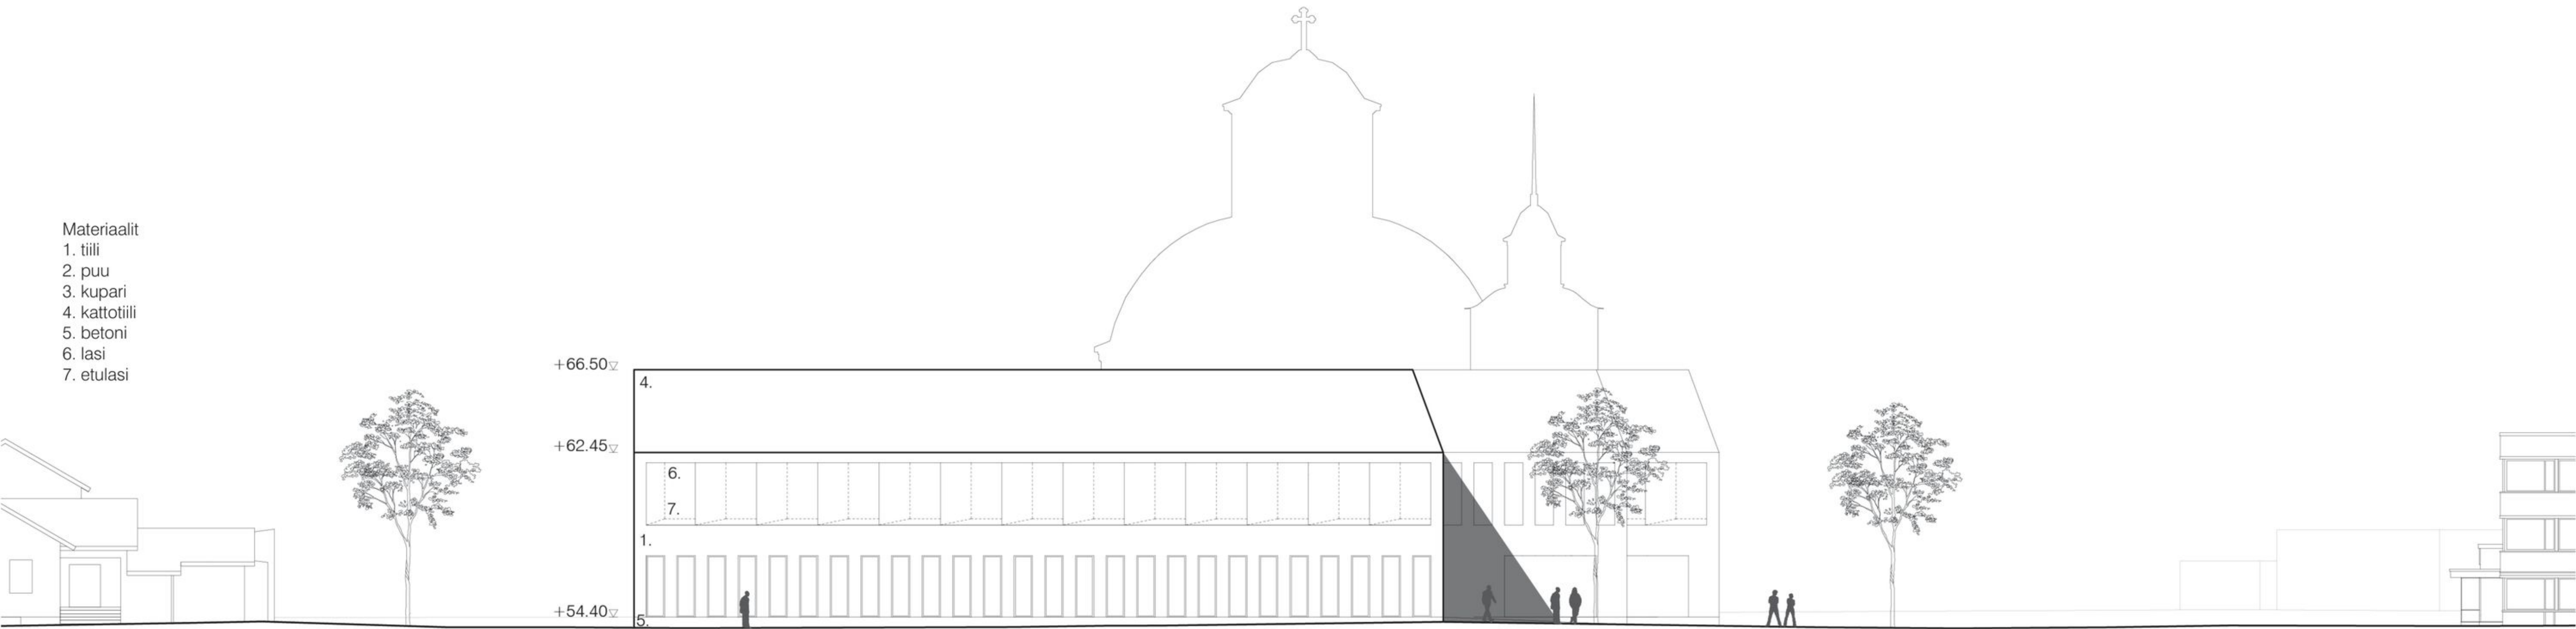 Materiaalit
1. tiili
2. puu
3. kupari
4. kattotiili
5. betoni
6. lasi
7. etulasi
+66.50
4.
+62.45
6.
7.
1.
+54.40
5.